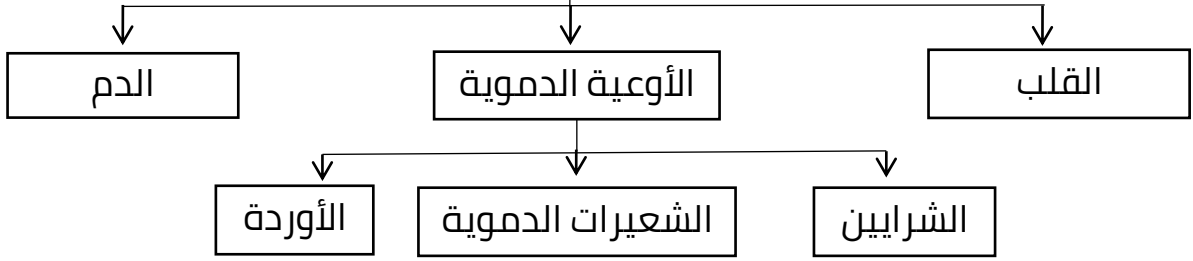 القلب
الأوعية الدموية
الدم
الشرايين
الشعيرات الدموية
الأوردة